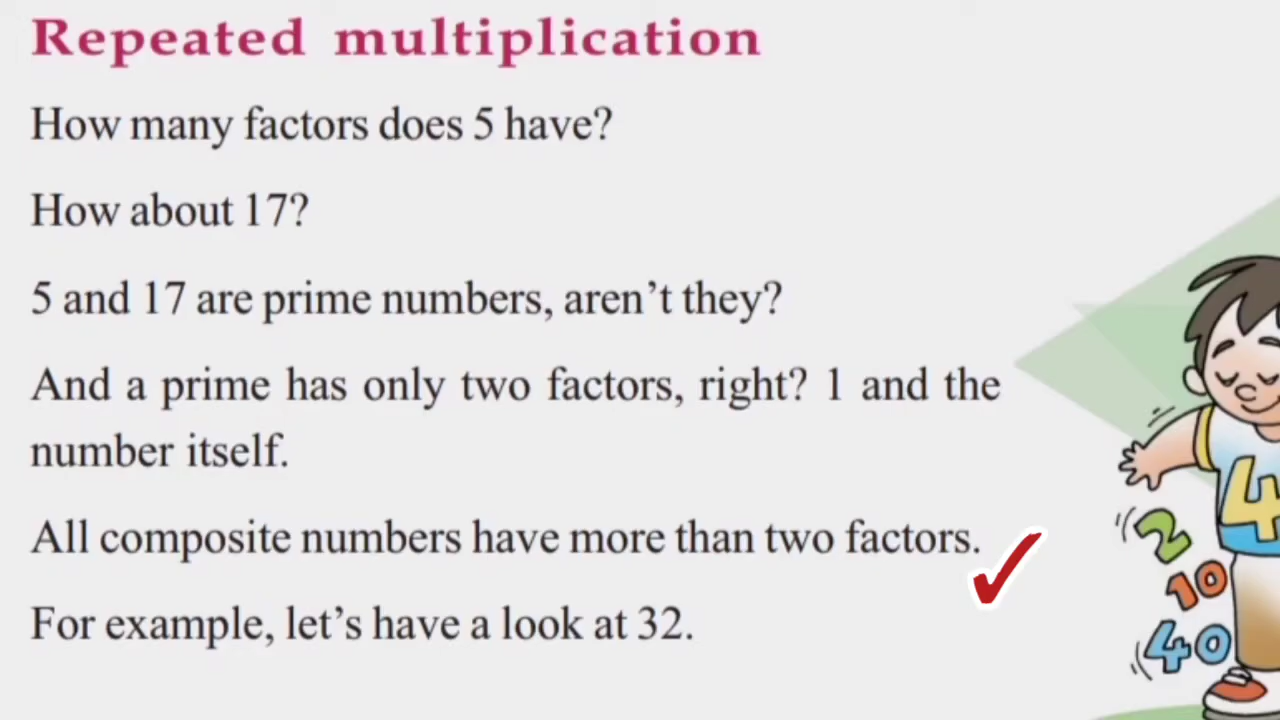 Repeated multiplication
How many factors does 5 have?
How about 17?
5 and 17 are prime numbers, aren't they?
And a prime has only two factors, right? 1 and the
number itself.
All composite numbers have more than two factors.
For example, let's have a look at 32.
4
2
10
40